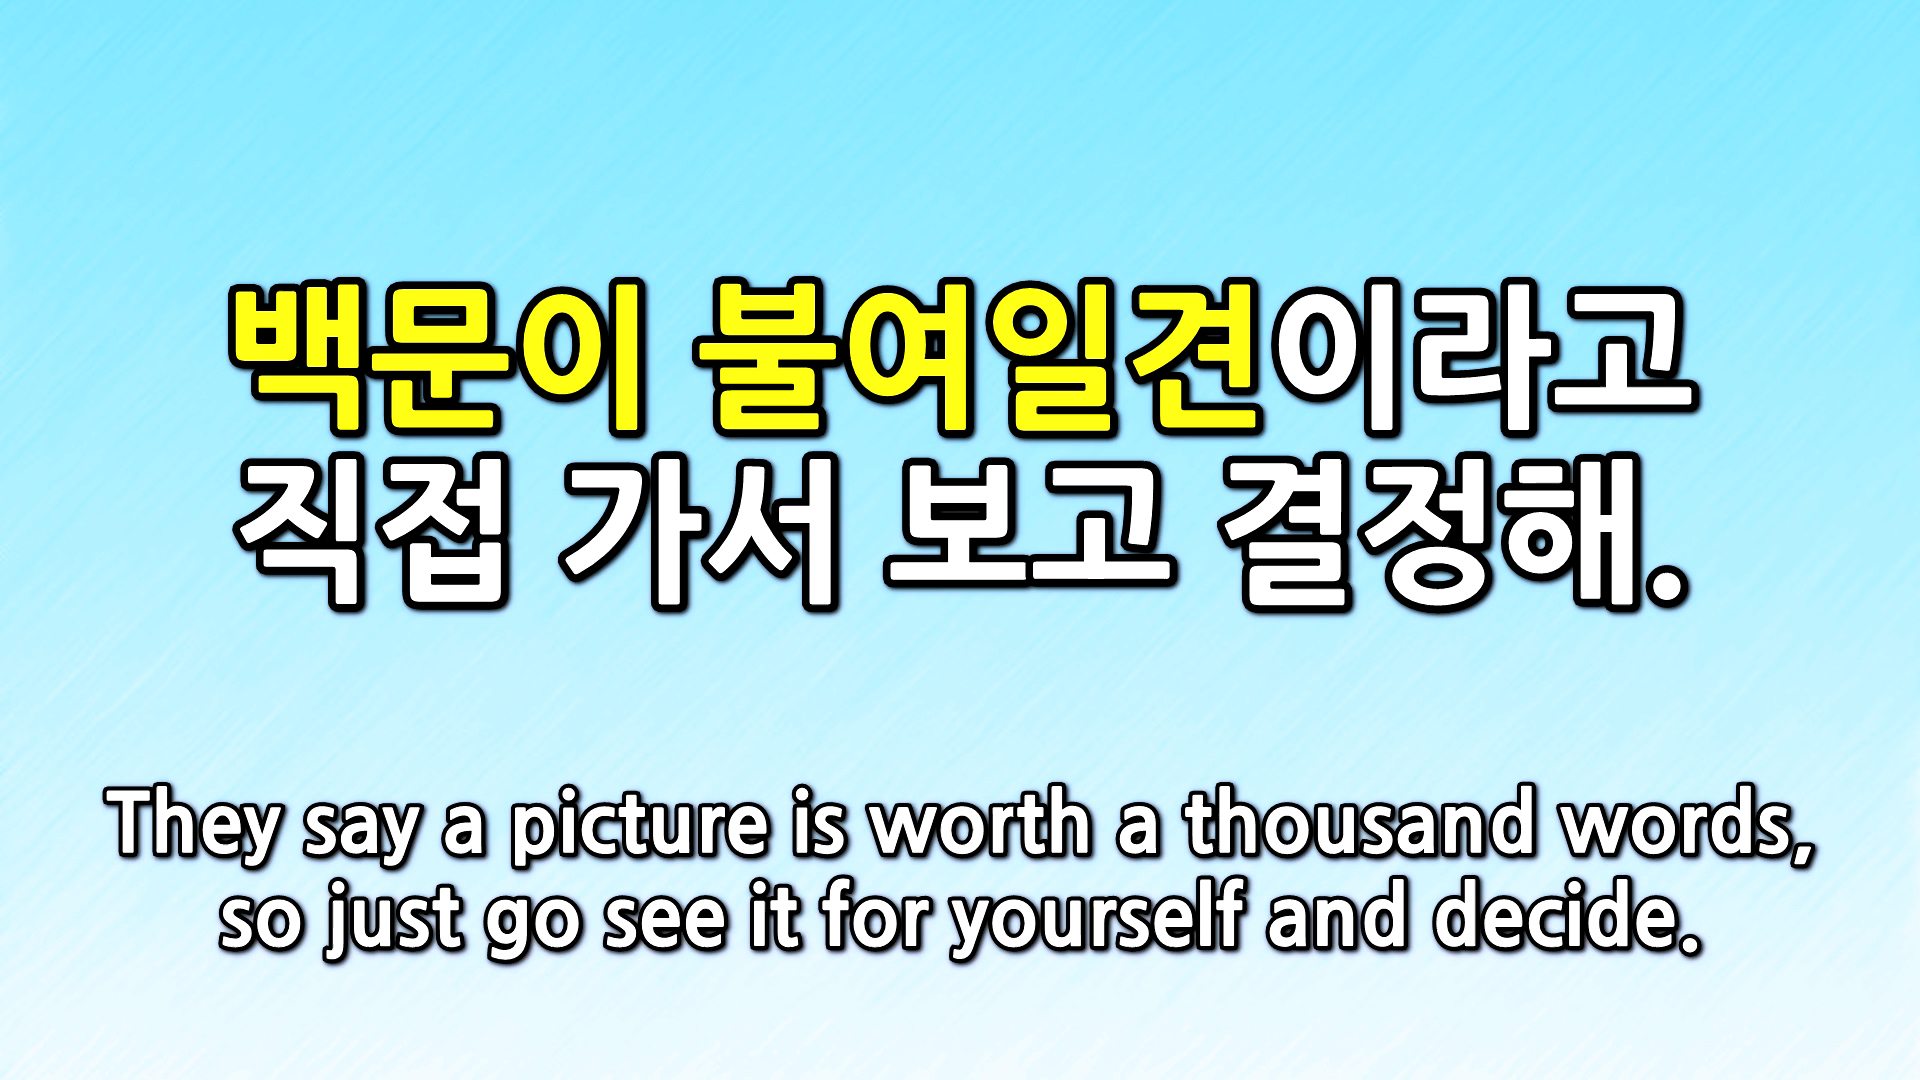 백문이 불여일견이라고
직접 가서 보고 결정해.
They say a picture is worth a thousand words,
so just go see it for yourself and decide.